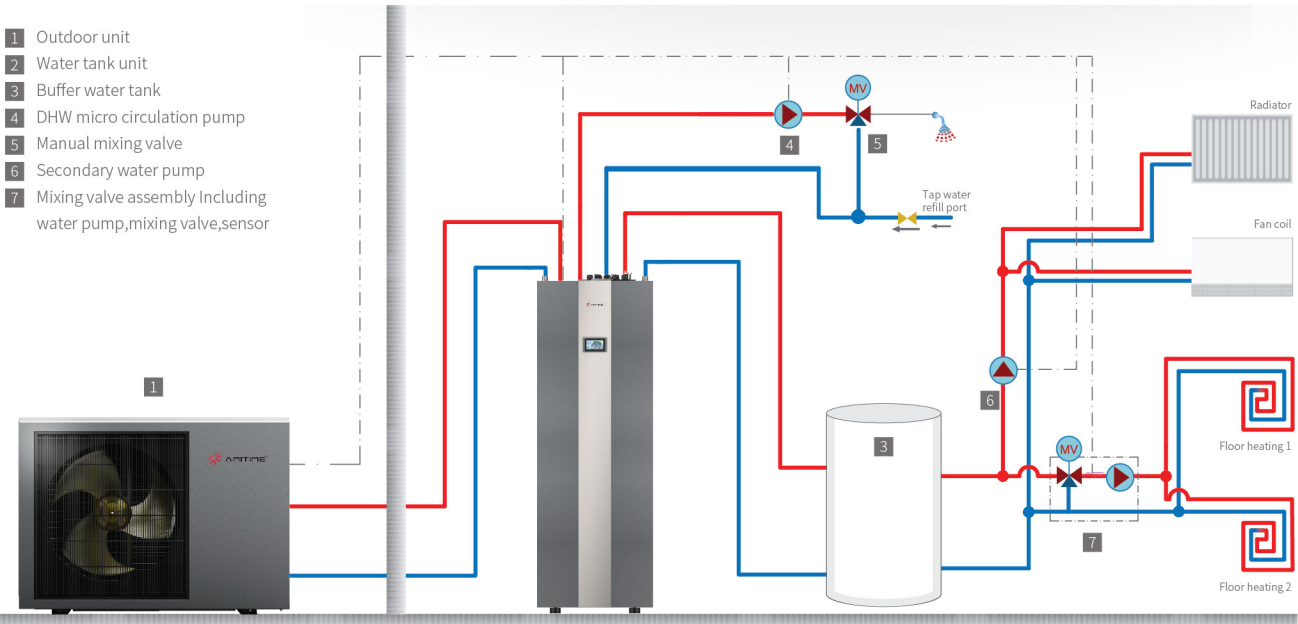 1 Outdoor unit
2 Water tank unit
3 Buffer water tank
4 DHW micro circulation pump
5 Manual mixing valve
6 Secondary water pump
7 Mixing valve assembly Including
water pump,mixing valve,sensor
MV
4
5
Radiator
Tap water
refill port
Fan coil
1
6
3
MV
7
AMITIME
Floor heating 1
Floor heating 2